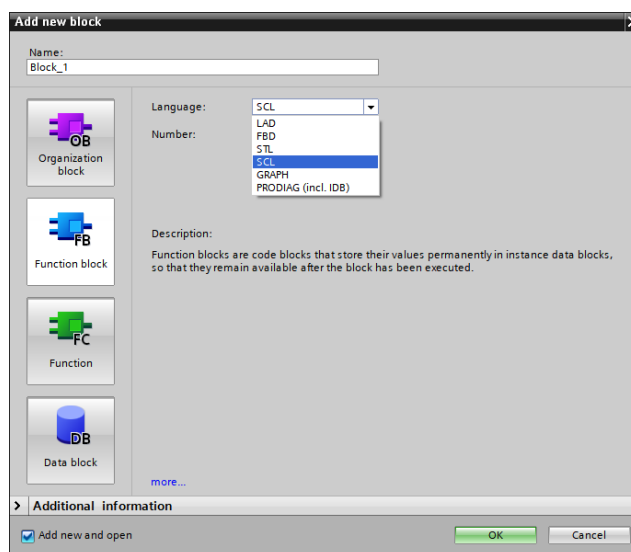 Add new block
Name:
Block_1
OB
Organization
block
FB
Function block
FC
Function
DB
Data block
Language:
SCL
LAD
FBD
STL
SCL
GRAPH
PRODIAG (incl. IDB)
Number:
Description:
Function blocks are code blocks that store their values permanently in instance data blocks,
so that they remain available after the block has been executed.
more...
> Additional information
Add new and open
OK
Cancel